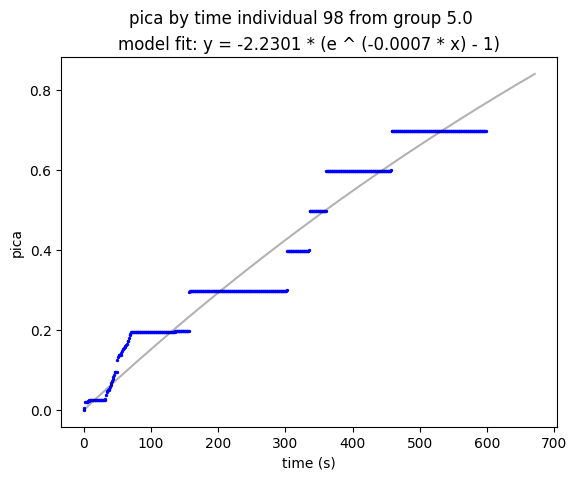 pica by time individual 98 from group 5.0
model fit: y = -2.2301 * (e ^ (-0.0007 * x) - 1)
0.8
0.6
0.4
0.2
0.0
pica
0 100 200 300 400 500 600 700
time (s)